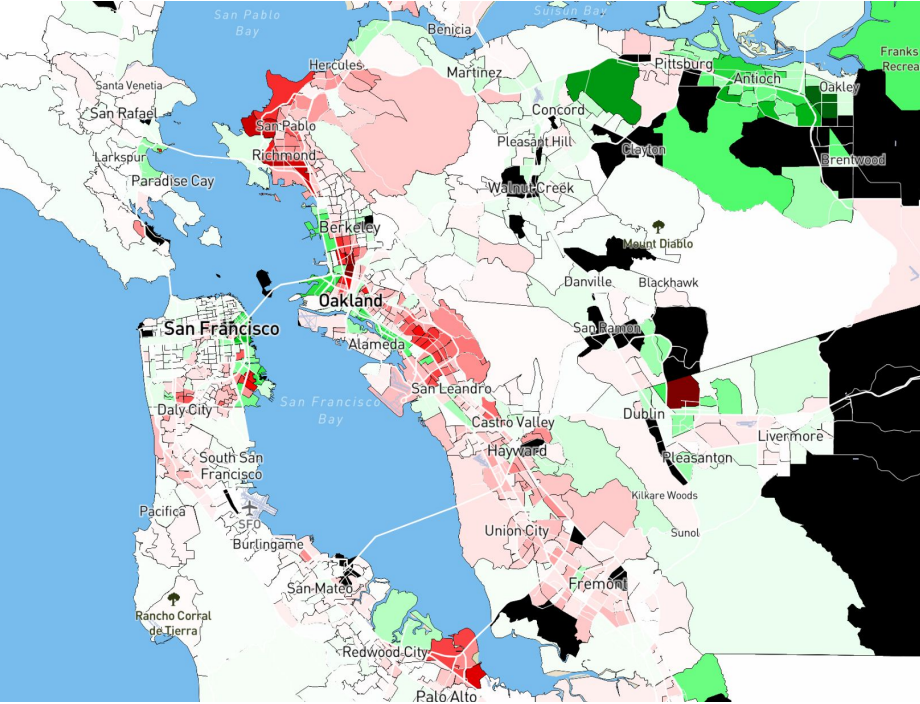 San Pablo
Bay
Suisun Bay
Benicia
Hercules
Martinez
Pittsburg
Franks
Recrea
Antioch
Oakley
Santa Venetia
San Rafael
Concord
San Pablo
Richmond
Pleasant Hill
Clayton
Brentwood
Larkspur
Paradise Cay
Walnut Creek
Berkeley
Mount Diablo
Danville
Blackhawk
Oakland
San Francisco
Alameda
San Ramon
San Leandro
San Francisco
Bay
Daly City
Dublin
Castro Valley
Livermore
Hayward
Pleasanton
South San
Francisco
Kilkare Woods
Pacifica
SFO
Union City
Sunol
Burlingame
San Mateo
Fremont
Rancho Corral
de Tierra
Redwood City
Palo Alto